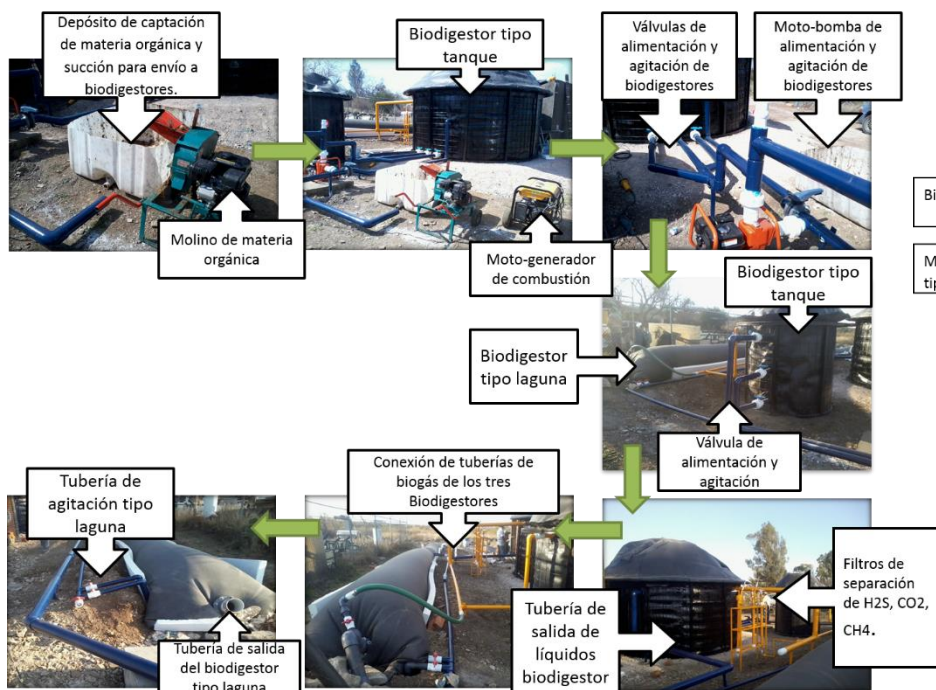 Depósito de captación
de materia orgánica y
succión para envío a
biodigestores.
Biodigestor tipo
tanque
Válvulas de
alimentación y
agitación de
biodigestores
Moto-bomba de
alimentación y
agitación de
biodigestores
Molino de materia
orgánica
Moto-generador
de combustión
Bi
M
tip
Biodigestor tipo
tanque
Biodigestor
tipo laguna
Válvula de
alimentación y
agitación
Tubería de
agitación tipo
laguna
Conexión de tuberías de
biogás de los tres
Biodigestores
Filtros de
separación
de H2S, CO2,
CH4.
Tubería de
salida de
líquidos
biodigestor
Tubería de salida
del biodigestor
tipo laguna